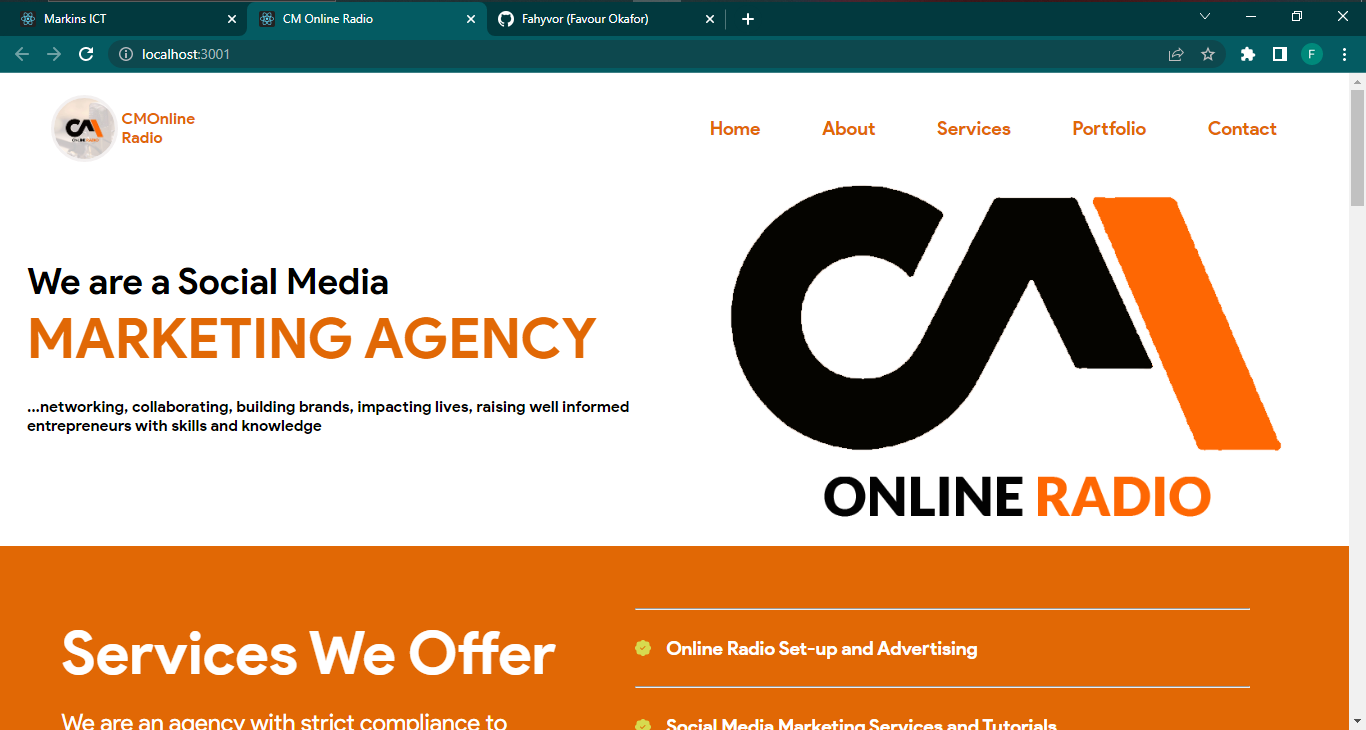 Markins ICT
CM Online Radio
Fahyvor (Favour Okafor)
localhost:3001
F
CMOnline
Radio
Home
About
Services
Portfolio
Contact
We are a Social Media
MARKETING AGENCY
...networking, collaborating, building brands, impacting lives, raising well informed
entrepreneurs with skills and knowledge
CM
ONLINE RADIO
Services We Offer
We are an agency with strict compliance to
Online Radio Set-up and Advertising
Social Media Marketing Services and Tutorials